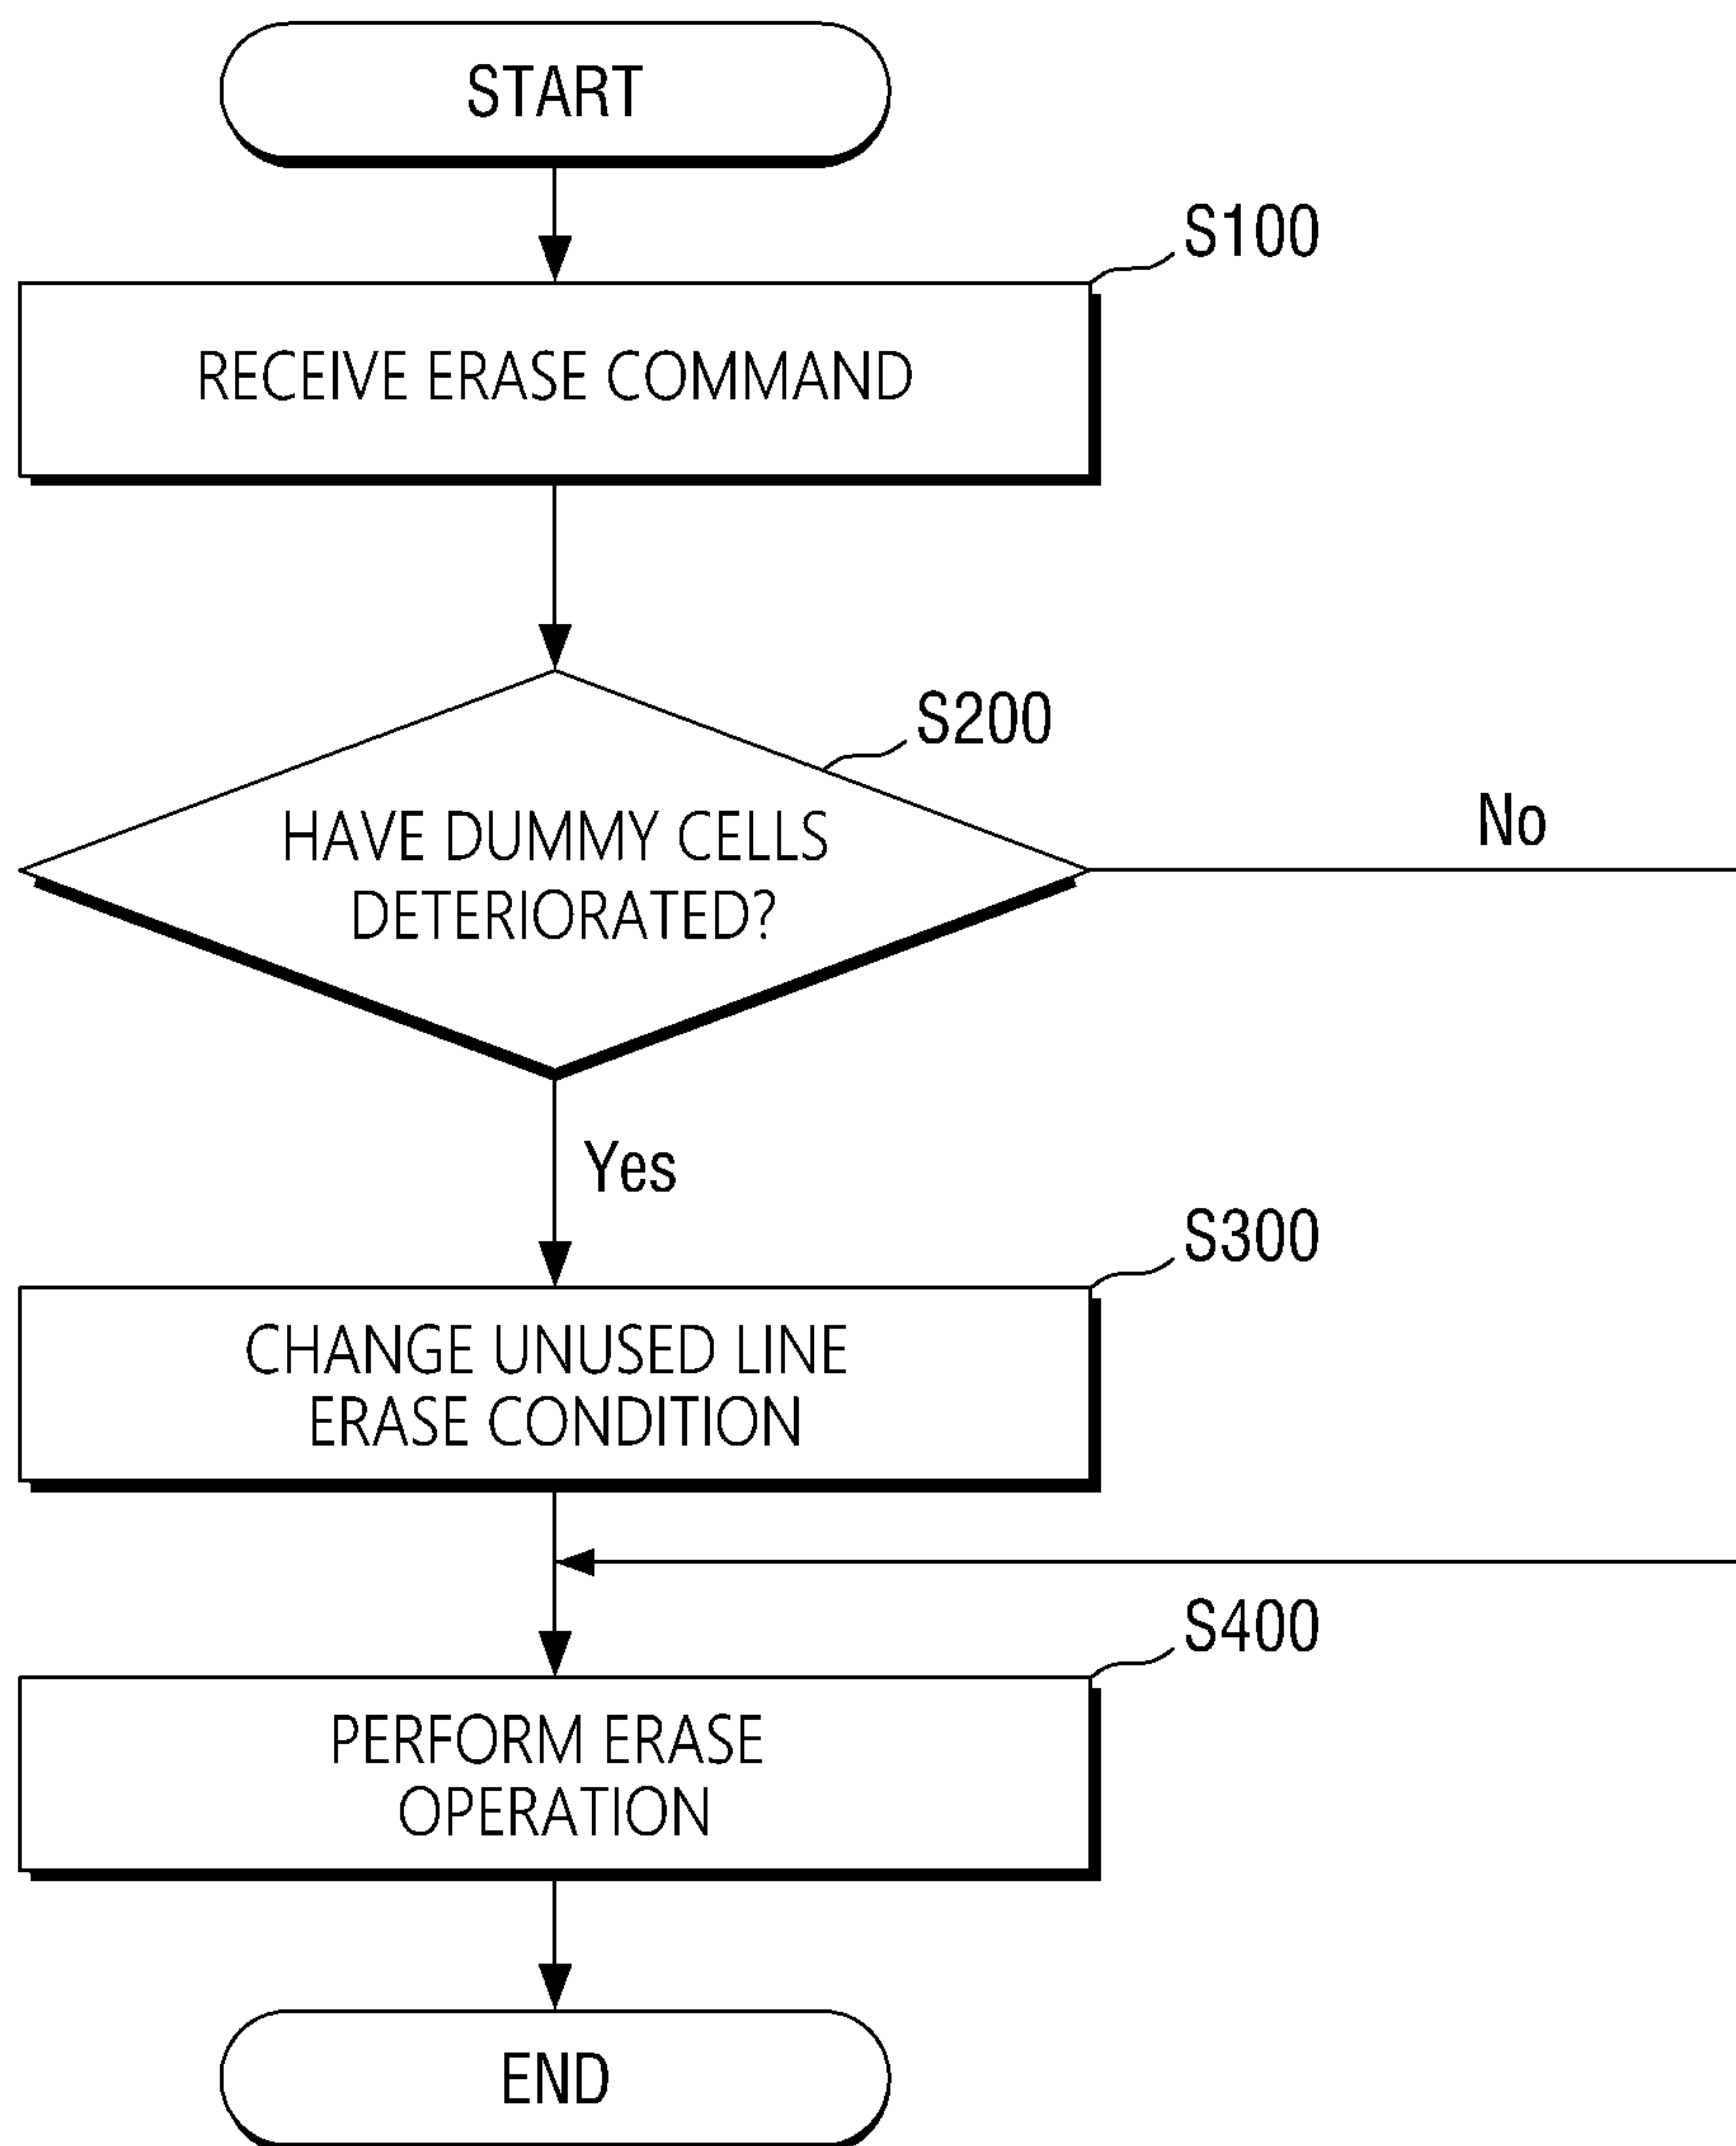 START
S100
RECEIVE ERASE COMMAND
S200
HAVE DUMMY CELLS
DETERIORATED?
No
Yes
S300
CHANGE UNUSED LINE
ERASE CONDITION
S400
PERFORM ERASE
OPERATION
END